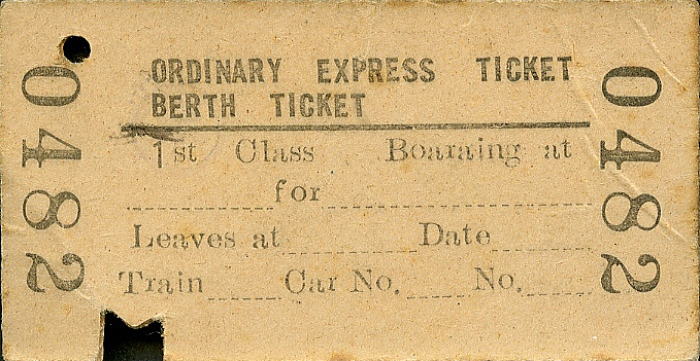 ORDINARY EXPRESS TICKET
BERTH TICKET
1st Class Boaraing at
for
Leaves at Date
Train Car No. No.
0482
0482